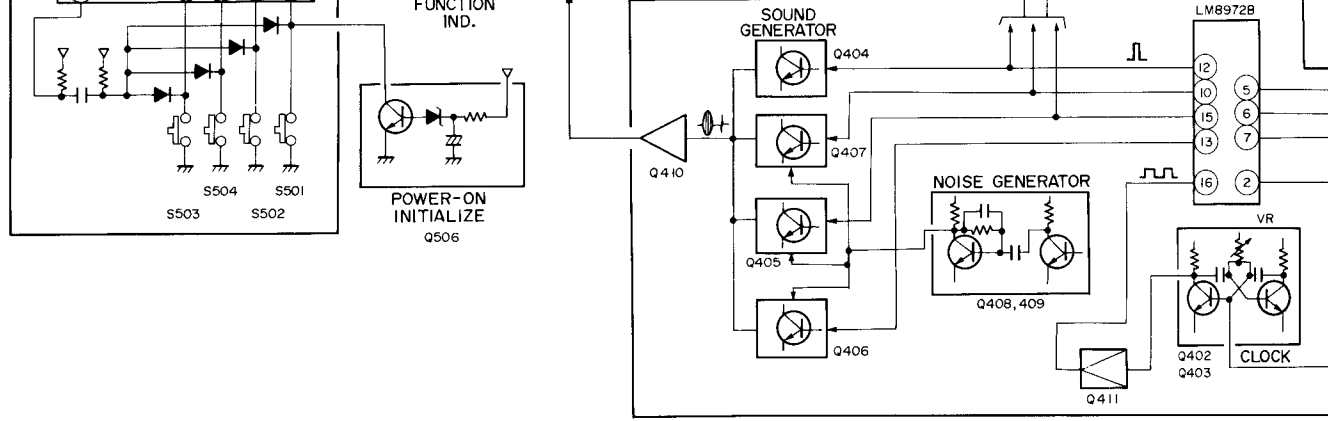 FUNCTION
IND.
S504
S501
S503
S502
POWER-ON
INITIALIZE
Q506
SOUND
GENERATOR
Q404
Q407
Q405
Q406
Q410
NOISE GENERATOR
Q408,409
LM8972B
12
10
15
13
16
5
6
7
2
VR
Q402
Q403
CLOCK
Q411